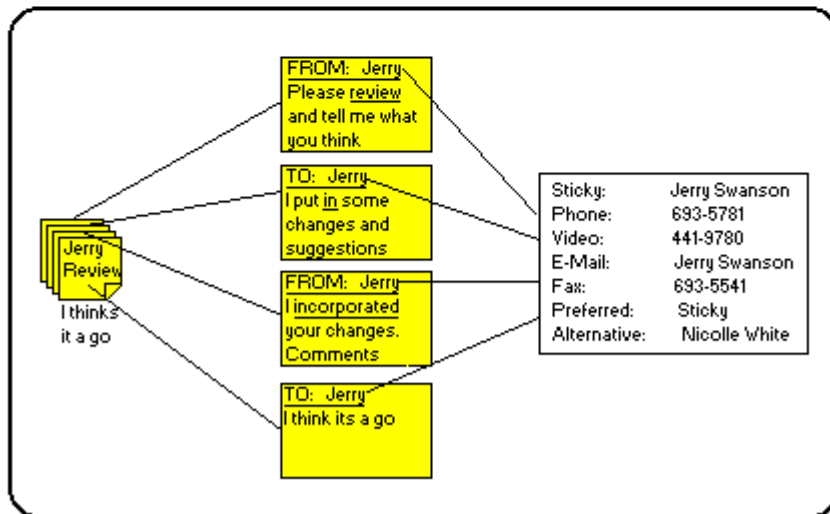 Jerry
Review
I thinks
it a go
FROM: Jerry
Please review
and tell me what
you think
TO: Jerry
I put in some
changes and
suggestions
FROM: Jerry
I incorporated
your changes.
Comments
TO: Jerry
I think its a go
Sticky: Jerry Swanson
Phone: 693-5781
Video: 441-9780
E-Mail: Jerry Swanson
Fax: 693-5541
Preferred: Sticky
Alternative: Nicolle White